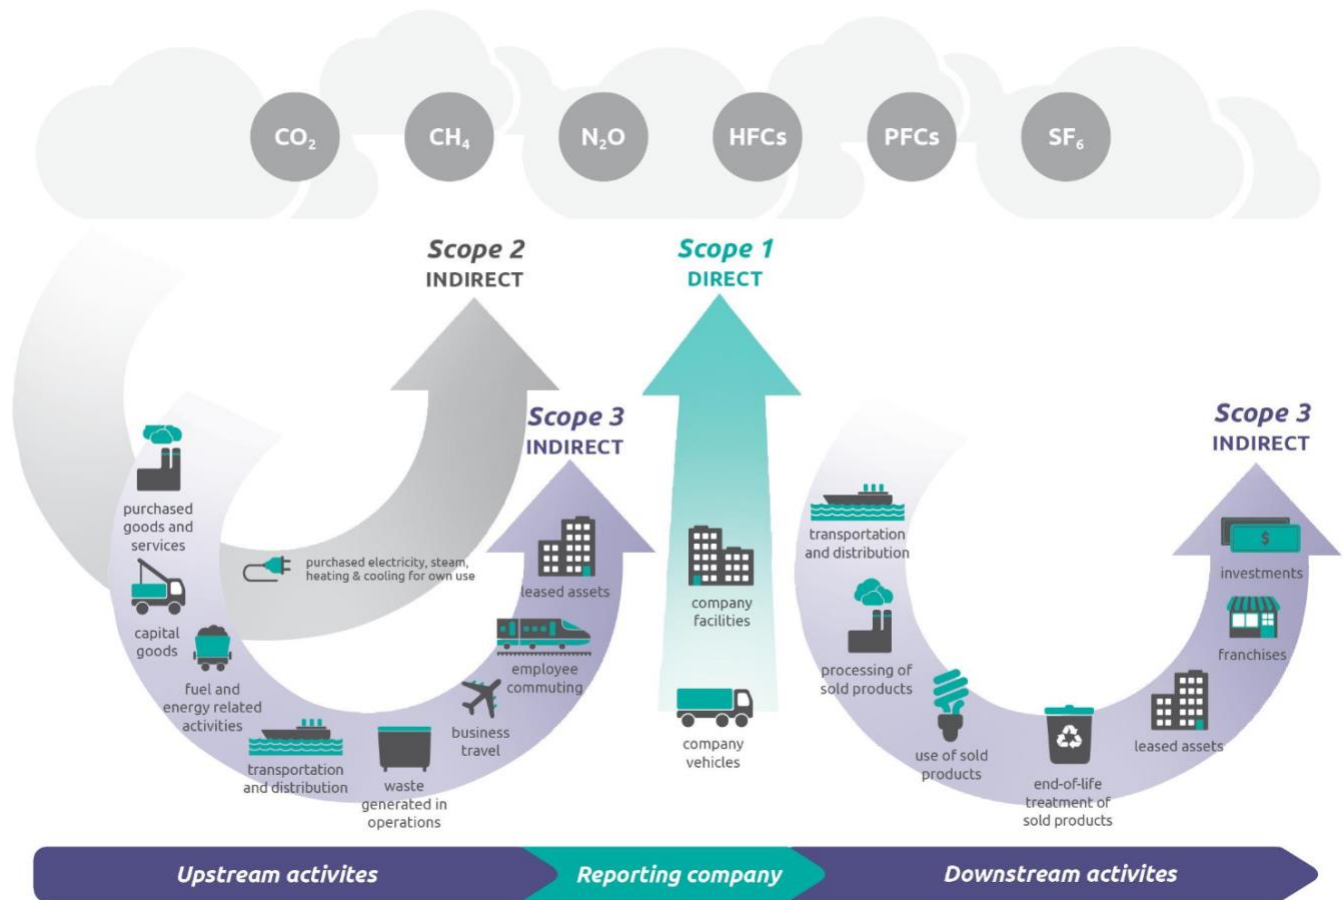 CO₂
CH₄
N₂O
HFCs
PFCs
SF₆
Scope 2
INDIRECT
Scope 1
DIRECT
Scope 3
INDIRECT
Scope 3
INDIRECT
purchased
goods and
services
capital
goods
fuel and
energy related
activities
transportation
and distribution
waste
generated in
operations
business
travel
employee
commuting
leased assets
purchased electricity, steam,
heating & cooling for own use
company
facilities
company
vehicles
transportation
and distribution
processing of
sold products
use of sold
products
end-of-life
treatment of
sold products
leased assets
franchises
investments
$
Upstream activites
Reporting company
Downstream activites